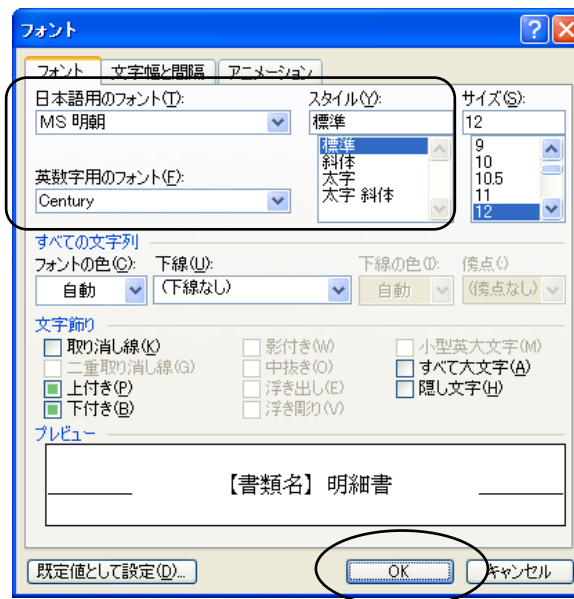 フォント
フォント 文字幅と間隔 アニメーション
日本語用のフォント(T): スタイル(Y): サイズ(S):
MS 明朝 標準 12
標準 9
斜体 10
太字 10.5
太字 斜体 11
12
英数字用のフォント(F):
Century
すべての文字列
フォントの色(C): 下線(U): 下線の色(I): 傍点(:)
自動 (下線なし) 自動 (傍点なし)
文字飾り
取り消し線(K) 影付き(W) 小型英大文字(M)
二重取り消し線(G) 中抜き(O) すべて大文字(A)
上付き(P) 浮き出し(E) 隠し文字(H)
下付き(B) 浮き彫り(V)
プレビュー
【書類名】明細書
既定値として設定(D)... OK キャンセル